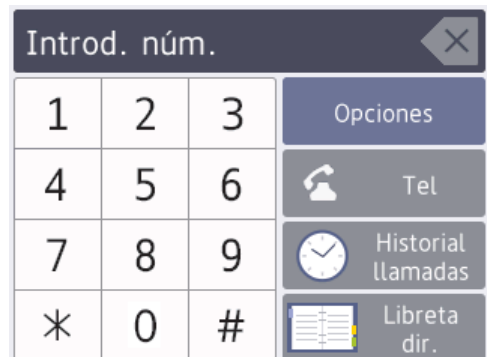 Introd. núm.
1 2 3
Opciones
4 5 6
Tel
7 8 9
Historial
llamadas
* 0 #
Libreta
dir.